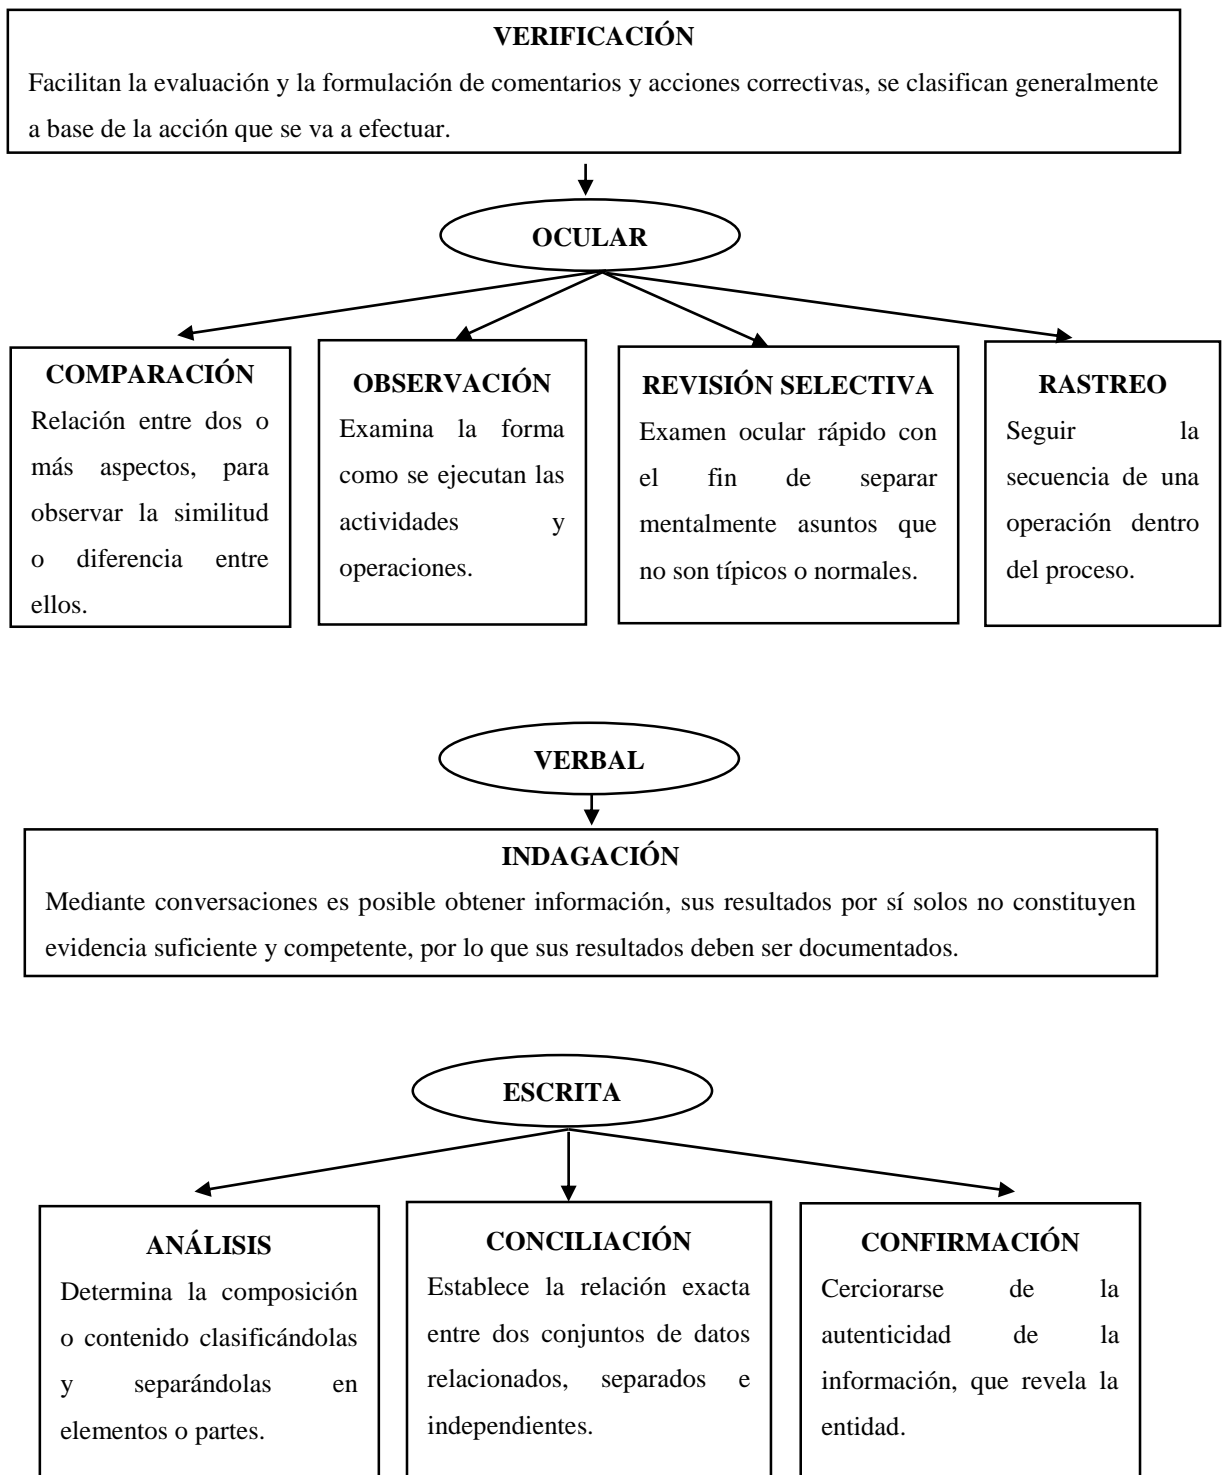 VERIFICACIÓN
Facilitan la evaluación y la formulación de comentarios y acciones correctivas, se clasifican generalmente
a base de la acción que se va a efectuar.
OCULAR
COMPARACIÓN
Relación entre dos o
más aspectos, para
observar la similitud
o diferencia entre
ellos.
OBSERVACIÓN
Examina la forma
como se ejecutan las
actividades y
operaciones.
REVISIÓN SELECTIVA
Examen ocular rápido con
el fin de separar
mentalmente asuntos que
no son típicos o normales.
RASTREO
Seguir la
secuencia de una
operación dentro
del proceso.
VERBAL
INDAGACIÓN
Mediante conversaciones es posible obtener información, sus resultados por sí solos no constituyen
evidencia suficiente y competente, por lo que sus resultados deben ser documentados.
ESCRITA
ANÁLISIS
Determina la composición
o contenido clasificándolas
y separándolas en
elementos o partes.
CONCILIACIÓN
Establece la relación exacta
entre dos conjuntos de datos
relacionados, separados e
independientes.
CONFIRMACIÓN
Cerciorarse de la
autenticidad de la
información, que revela la
entidad.